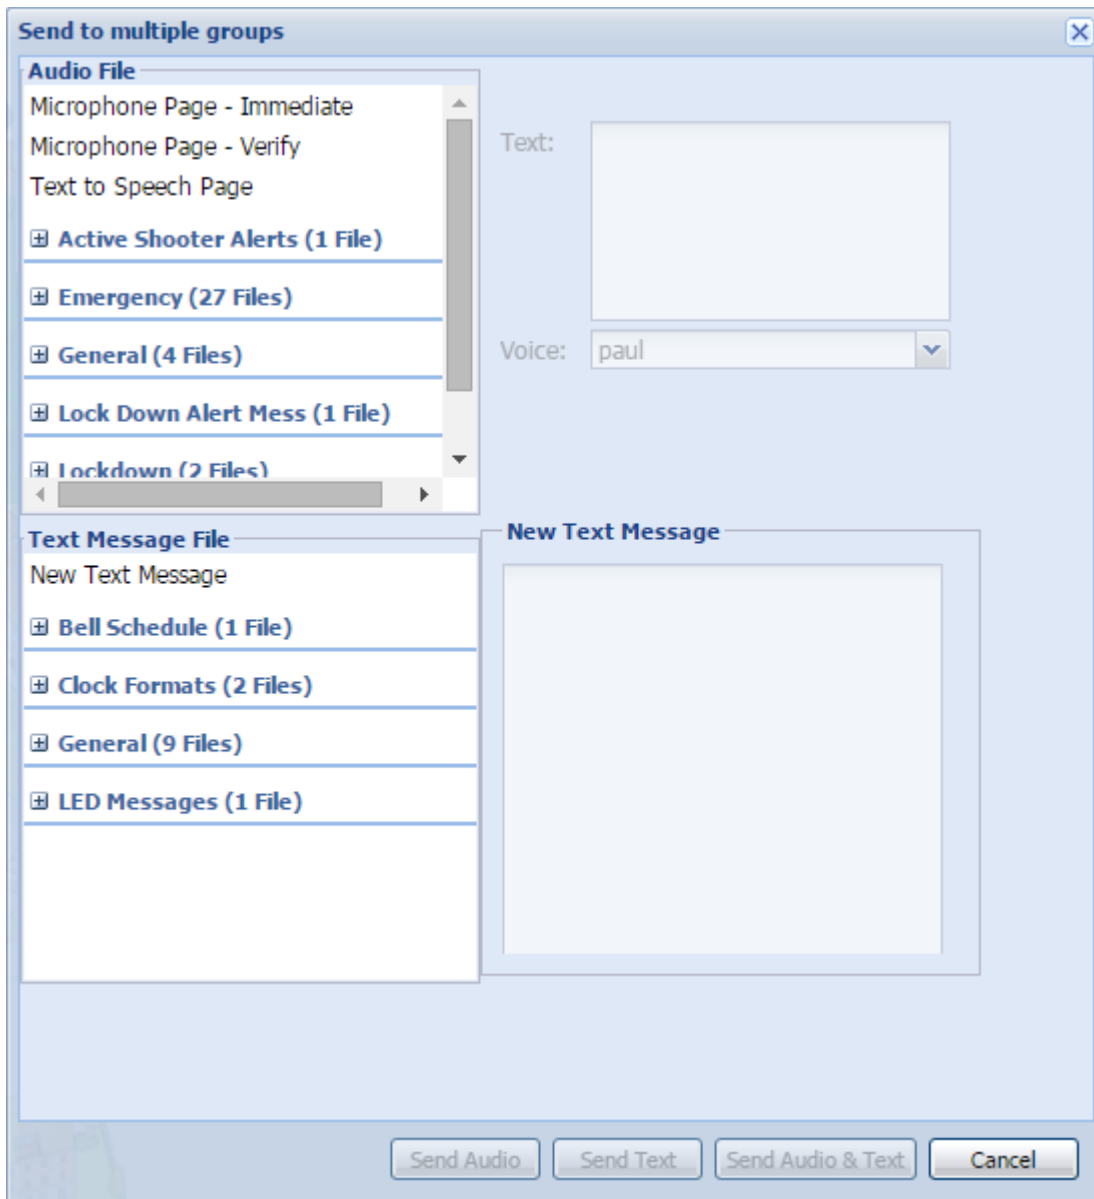 Send to multiple groups
Audio File
Microphone Page - Immediate
Microphone Page - Verify
Text to Speech Page
Active Shooter Alerts (1 File)
Emergency (27 Files)
General (4 Files)
Lock Down Alert Mess (1 File)
Lockdown (2 Files)
Text:
Voice:
paul
Text Message File
New Text Message
Bell Schedule (1 File)
Clock Formats (2 Files)
General (9 Files)
LED Messages (1 File)
New Text Message
Send Audio
Send Text
Send Audio & Text
Cancel